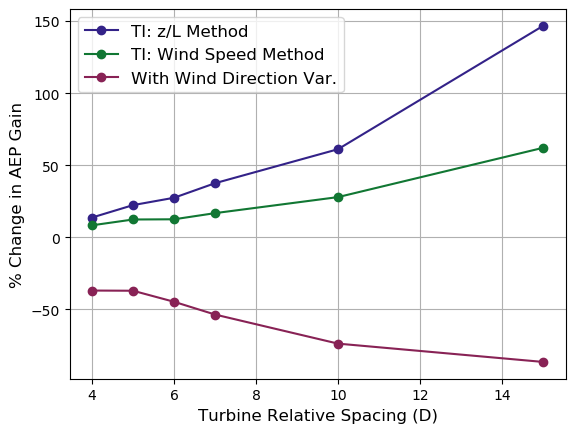 TI: z/L Method
TI: Wind Speed Method
With Wind Direction Var.
% Change in AEP Gain
150
100
50
0
−50
4
6
8
10
12
14
Turbine Relative Spacing (D)